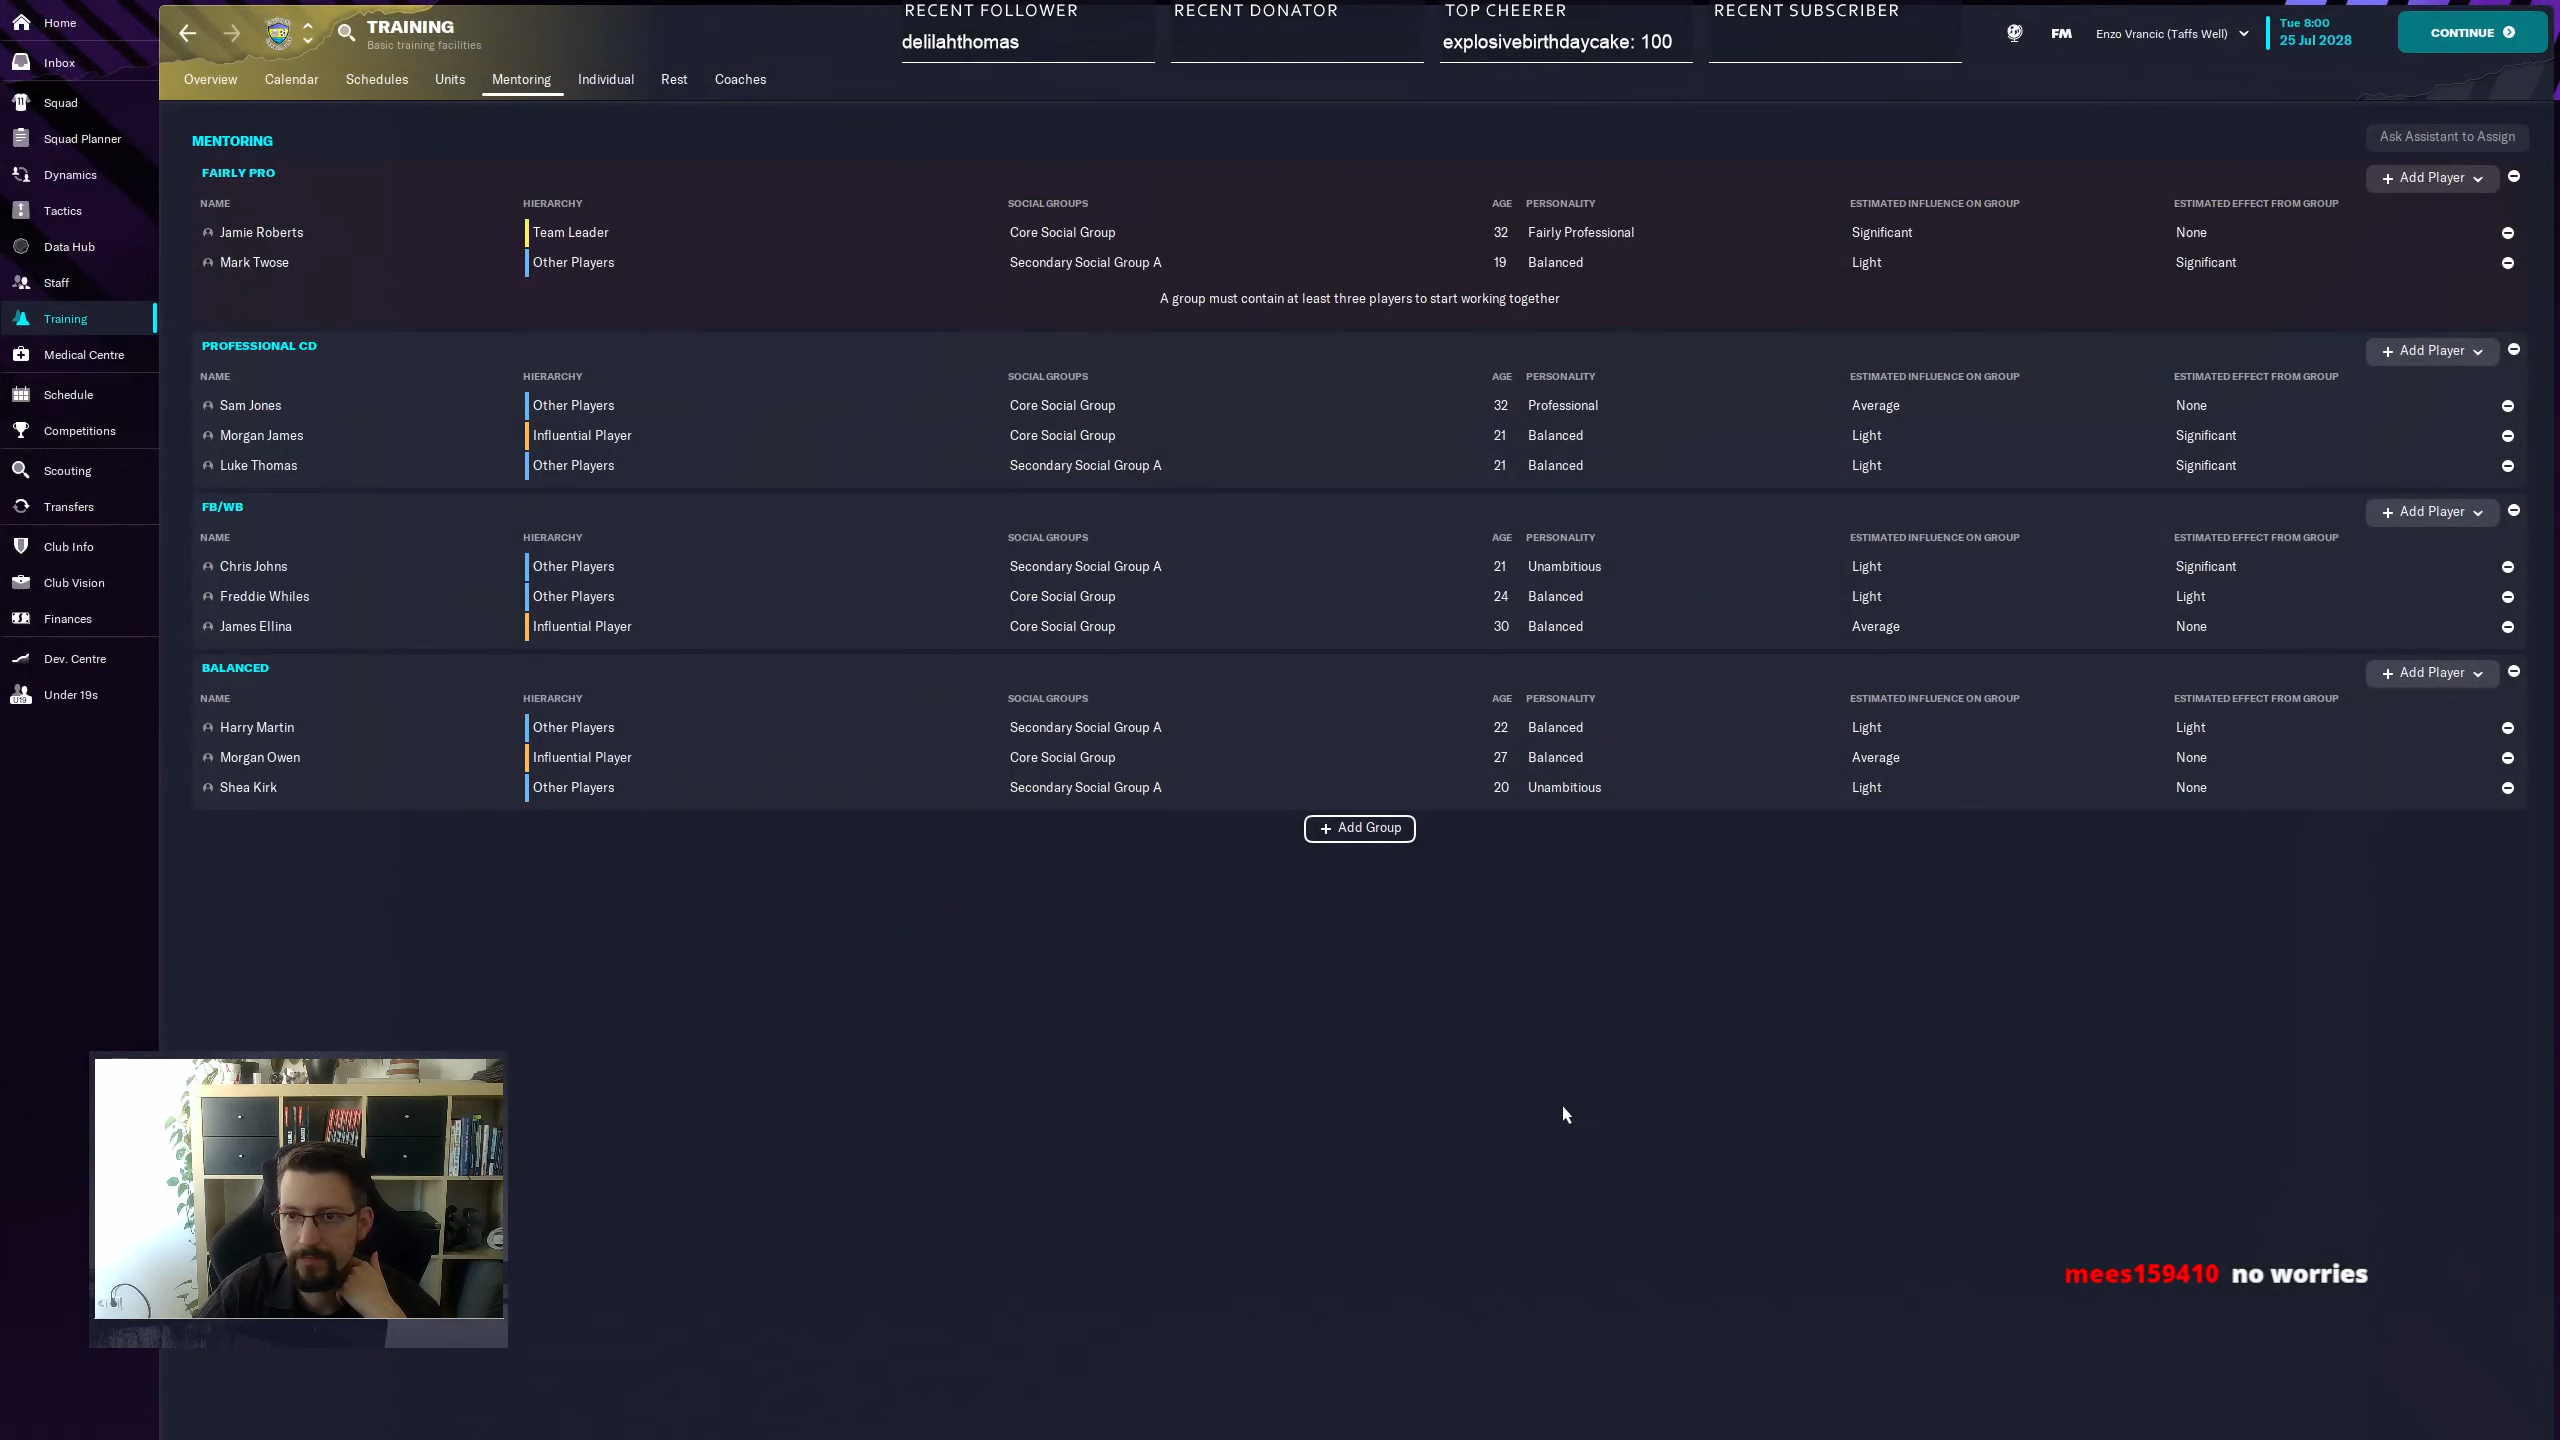 Home
Inbox
Squad
Squad Planner
Dynamics
Tactics
Data Hub
Staff
Training
Medical Centre
Schedule
Competitions
Scouting
Transfers
Club Info
Club Vision
Finances
Dev. Centre
U19 Under 19s
TRAINING
Basic training facilities
RECENT FOLLOWER
delilahthomas
RECENT DONATOR
TOP CHEERER
explosivebirthdaycake: 100
RECENT SUBSCRIBER
FM
Enzo Vrancic (Taffs Well)
Tue 8:00
25 Jul 2028
CONTINUE
Overview Calendar Schedules Units Mentoring Individual Rest Coaches
MENTORING
Ask Assistant to Assign
FAIRLY PRO
+ Add Player
NAME HIERARCHY SOCIAL GROUPS AGE PERSONALITY ESTIMATED INFLUENCE ON GROUP ESTIMATED EFFECT FROM GROUP
Jamie Roberts Team Leader Core Social Group 32 Fairly Professional Significant None
Mark Twose Other Players Secondary Social Group A 19 Balanced Light Significant
A group must contain at least three players to start working together
PROFESSIONAL CD
+ Add Player
NAME HIERARCHY SOCIAL GROUPS AGE PERSONALITY ESTIMATED INFLUENCE ON GROUP ESTIMATED EFFECT FROM GROUP
Sam Jones Other Players Core Social Group 32 Professional Average None
Morgan James Influential Player Core Social Group 21 Balanced Light Significant
Luke Thomas Other Players Secondary Social Group A 21 Balanced Light Significant
FB/WB
+ Add Player
NAME HIERARCHY SOCIAL GROUPS AGE PERSONALITY ESTIMATED INFLUENCE ON GROUP ESTIMATED EFFECT FROM GROUP
Chris Johns Other Players Secondary Social Group A 21 Unambitious Light Significant
Freddie Whiles Other Players Core Social Group 24 Balanced Light Light
James Ellina Influential Player Core Social Group 30 Balanced Average None
BALANCED
+ Add Player
NAME HIERARCHY SOCIAL GROUPS AGE PERSONALITY ESTIMATED INFLUENCE ON GROUP ESTIMATED EFFECT FROM GROUP
Harry Martin Other Players Secondary Social Group A 22 Balanced Light Light
Morgan Owen Influential Player Core Social Group 27 Balanced Average None
Shea Kirk Other Players Secondary Social Group A 20 Unambitious Light None
+ Add Group
mees159410 no worries